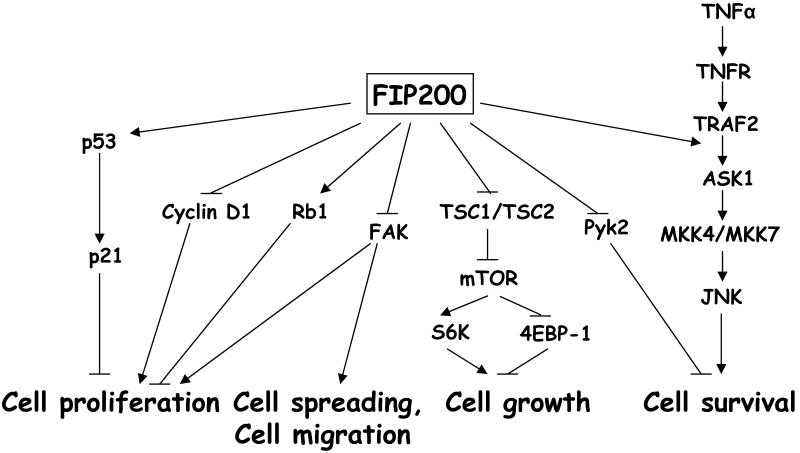 TNFα
TNFR
FIP200
TRAF2
p53
ASK1
Cyclin D1
Rb1
FAK
TSC1/TSC2
Pyk2
MKK4/MKK7
p21
mTOR
JNK
S6K
4EBP-1
Cell proliferation
Cell spreading,
Cell migration
Cell growth
Cell survival